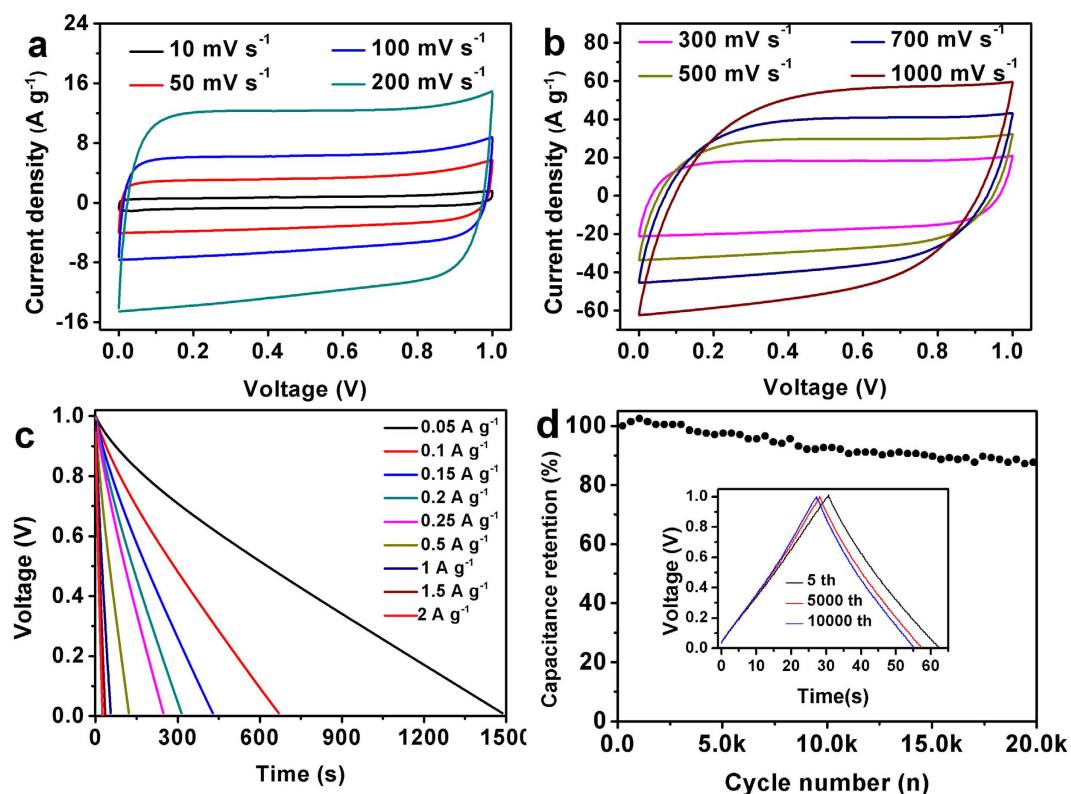 a
10 mV s-1
100 mV s-1
50 mV s-1
200 mV s-1
24
16
8
0
-8
-16
Current density (A g-1)
0.0 0.2 0.4 0.6 0.8 1.0
Voltage (V)
b
300 mV s-1
700 mV s-1
500 mV s-1
1000 mV s-1
80
60
40
20
0
-20
-40
-60
Current density (A g-1)
0.0 0.2 0.4 0.6 0.8 1.0
Voltage (V)
c
0.05 A g-1
0.1 A g-1
0.15 A g-1
0.2 A g-1
0.25 A g-1
0.5 A g-1
1 A g-1
1.5 A g-1
2 A g-1
1.0
0.8
0.6
0.4
0.2
0.0
Voltage (V)
0 300 600 900 1200 1500
Time (s)
d
100
80
60
40
20
0
Capacitance retention (%)
1.0
0.8
0.6
0.4
0.2
0.0
Voltage (V)
5 th
5000 th
10000 th
0 10 20 30 40 50 60
Time(s)
5.0k 10.0k 15.0k 20.0k
Cycle number (n)